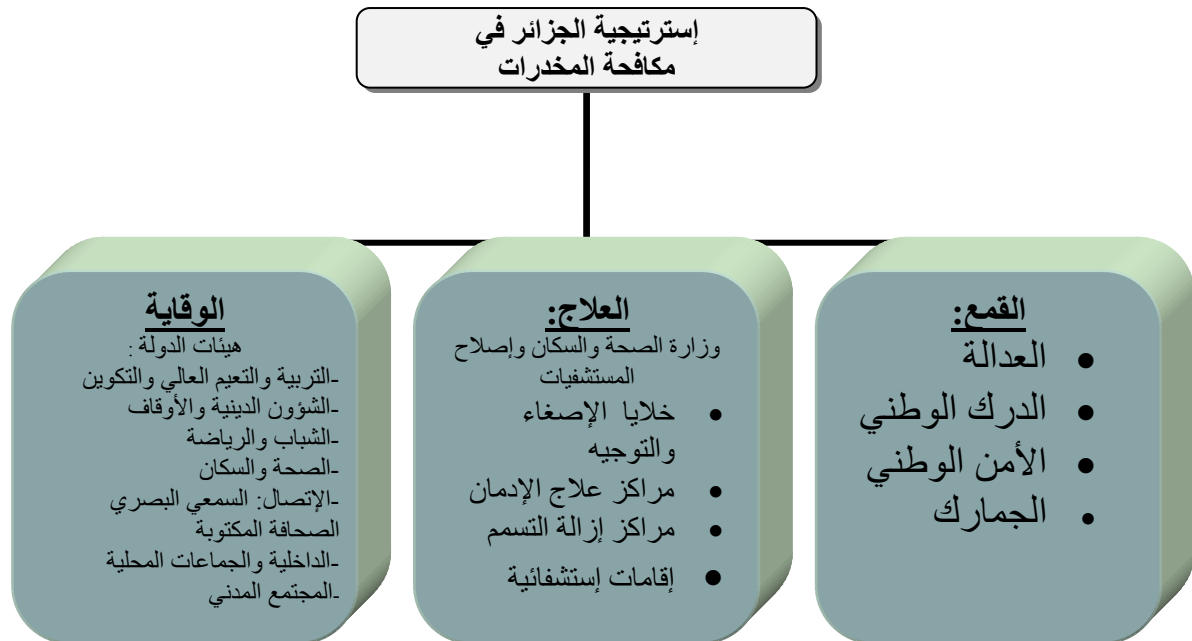 إسترتيجية الجزائر في
مكافحة المخدرات
القمع:
• العدالة
• الدرك الوطني
• الأمن الوطني
• الجمارك
العلاج:
وزارة الصحة والسكان وإصلاح
المستشفيات
• خلايا الإصغاء
والتوجيه
• مراكز علاج الإدمان
• مراكز إزالة التسمم
• إقامات إستشفائية
الوقاية
هيئات الدولة :
-التربية والتعيم العالي والتكوين
-الشؤون الدينية والأوقاف
-الشباب والرياضة
-الصحة والسكان
-الإتصال: السمعي البصري
الصحافة المكتوبة
-الداخلية والجماعات المحلية
-المجتمع المدني